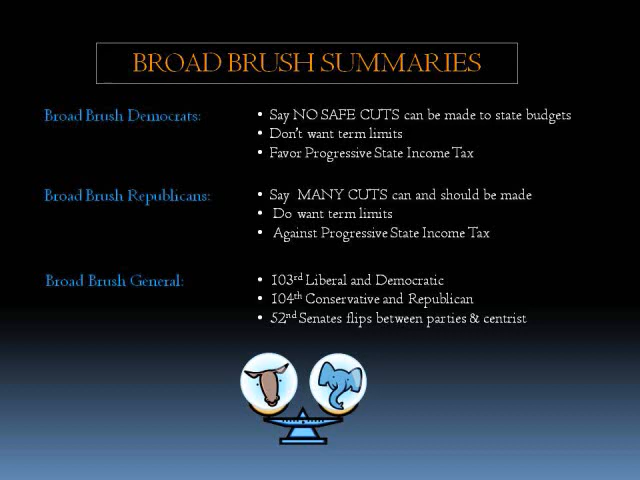 BROAD BRUSH SUMMARIES
Broad Brush Democrats:
• Say NO SAFE CUTS can be made to state budgets
• Don't want term limits
• Favor Progressive State Income Tax
Broad Brush Republicans:
• Say MANY CUTS can and should be made
• Do want term limits
• Against Progressive State Income Tax
Broad Brush General:
• 103rd Liberal and Democratic
• 104th Conservative and Republican
• 52nd Senates flips between parties & centrist